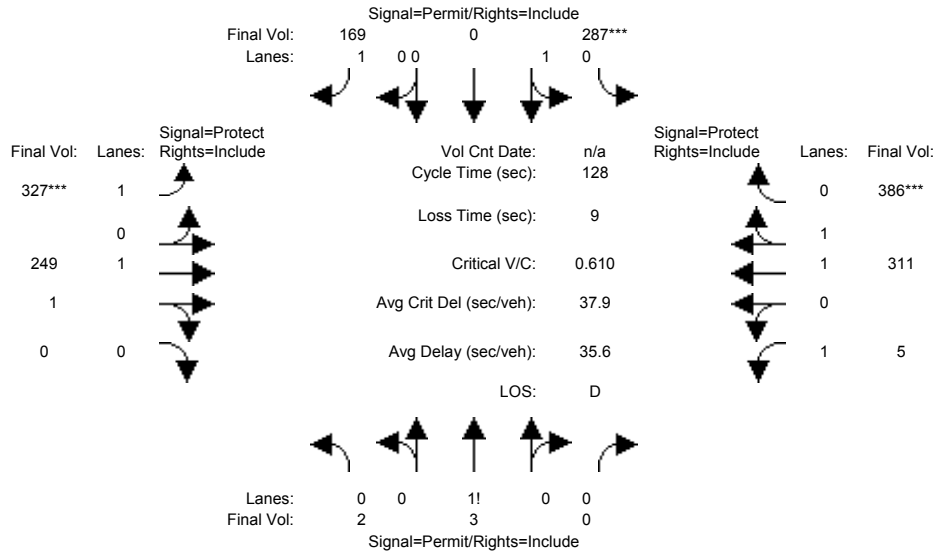 Signal=Permit/Rights=Include
Final Vol: 169 0 287***
Lanes: 1 0 0 1 0
Signal=Protect
Final Vol: Lanes: Rights=Include
Vol Cnt Date: n/a
Signal=Protect
Rights=Include Lanes: Final Vol:
Cycle Time (sec): 128
327*** 1
0 386***
Loss Time (sec): 9
0
1
249 1
Critical V/C: 0.610
1 311
1
Avg Crit Del (sec/veh): 37.9
0
0 0
Avg Delay (sec/veh): 35.6
1 5
LOS: D
Lanes: 0 0 1! 0 0
Final Vol: 2 3 0
Signal=Permit/Rights=Include